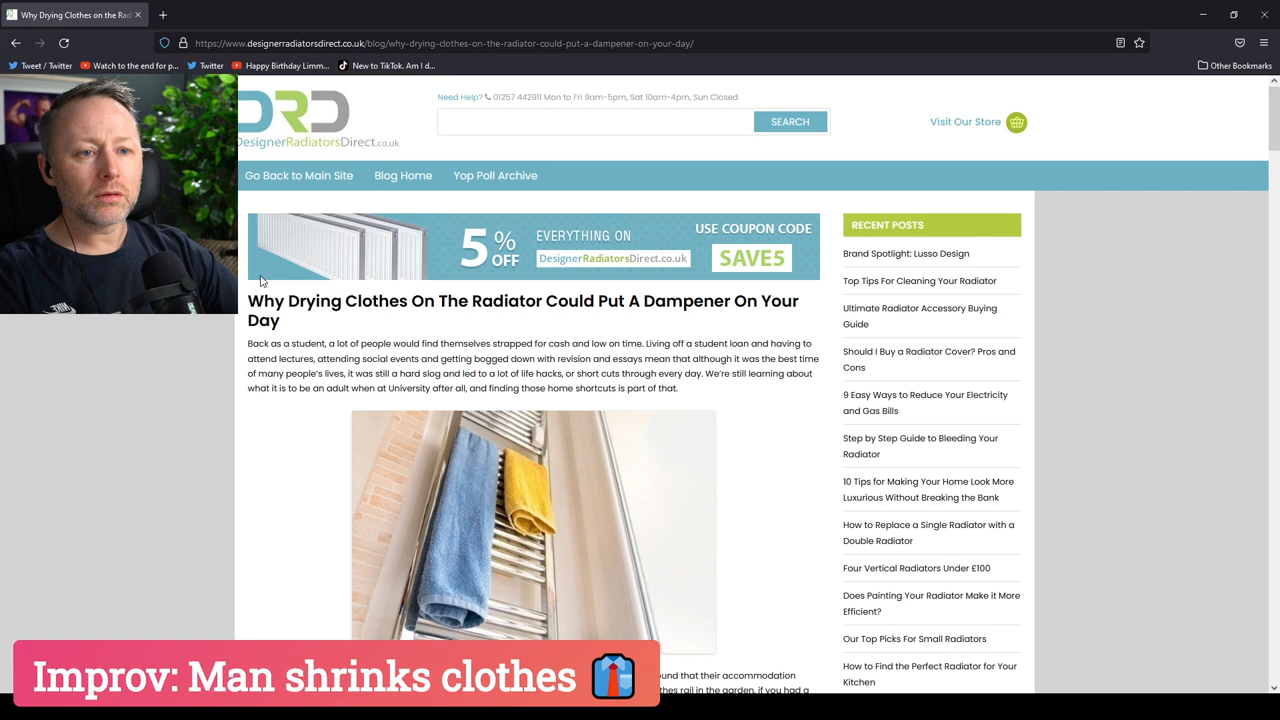 Why Drying Clothes on the Rad
https://www.designerradiatorsdirect.co.uk/blog/why-drying-clothes-on-the-radiator-could-put-a-dampener-on-your-day/
Tweet / Twitter
Watch to the end for p...
Twitter
Happy Birthday Limm...
New to TikTok. Am I d...
Other Bookmarks
DRD
DesignerRadiatorsDirect.co.uk
Need Help? 01257 442911 Mon to Fri 9am-5pm, Sat 10am-4pm, Sun Closed
SEARCH
Visit Our Store
Go Back to Main Site
Blog Home
Yop Poll Archive
5% OFF
EVERYTHING ON
DesignerRadiatorsDirect.co.uk
USE COUPON CODE
SAVE5
Why Drying Clothes On The Radiator Could Put A Dampener On Your
Day
Back as a student, a lot of people would find themselves strapped for cash and low on time. Living off a student loan and having to
attend lectures, attending social events and getting bogged down with revision and essays mean that although it was the best time
of many people's lives, it was still a hard slog and led to a lot of life hacks, or short cuts through every day. We're still learning about
what it is to be an adult when at University after all, and finding those home shortcuts is part of that.
und that their accommodation
thes rail in the garden, if you had a
RECENT POSTS
Brand Spotlight: Lusso Design
Top Tips For Cleaning Your Radiator
Ultimate Radiator Accessory Buying
Guide
Should I Buy a Radiator Cover? Pros and
Cons
9 Easy Ways to Reduce Your Electricity
and Gas Bills
Step by Step Guide to Bleeding Your
Radiator
10 Tips for Making Your Home Look More
Luxurious Without Breaking the Bank
How to Replace a Single Radiator with a
Double Radiator
Four Vertical Radiators Under £100
Does Painting Your Radiator Make it More
Efficient?
Our Top Picks For Small Radiators
How to Find the Perfect Radiator for Your
Kitchen
Improv: Man shrinks clothes